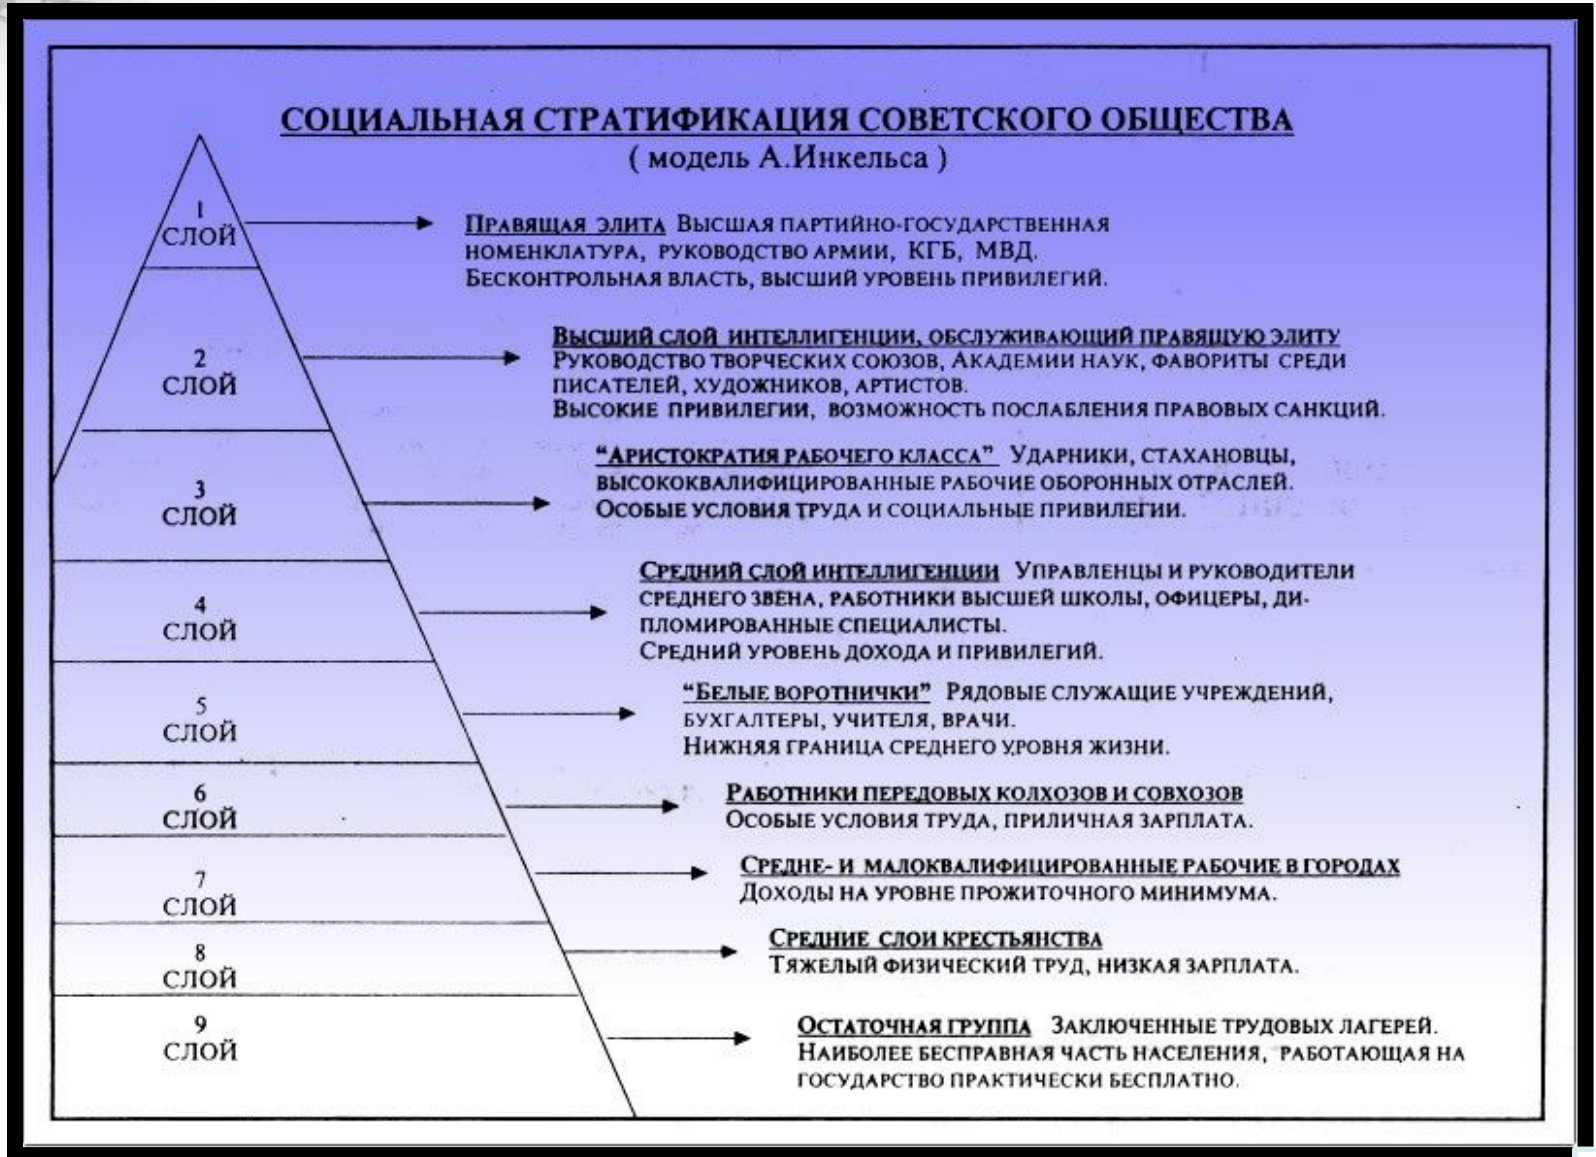 СОЦИАЛЬНАЯ СТРАТИФИКАЦИЯ СОВЕТСКОГО ОБЩЕСТВА
( модель А.Инкельса )
1
СЛОЙ
Правящая элита Высшая партийно-государственная
номенклатура, руководство армии, КГБ, МВД.
Бесконтрольная власть, высший уровень привилегий.
2
СЛОЙ
Высший слой интеллигенции, обслуживающий правящую элиту
Руководство творческих союзов, Академии наук, фавориты среди
писателей, художников, артистов.
Высокие привилегии, возможность послабления правовых санкций.
3
СЛОЙ
“Аристократия рабочего класса” Ударники, стахановцы,
высококвалифицированные рабочие оборонных отраслей.
Особые условия труда и социальные привилегии.
4
СЛОЙ
Средний слой интеллигенции Управленцы и руководители
среднего звена, работники высшей школы, офицеры, ди-
пломированные специалисты.
Средний уровень дохода и привилегий.
5
СЛОЙ
“Белые воротнички” Рядовые служащие учреждений,
бухгалтеры, учителя, врачи.
Нижняя граница среднего уровня жизни.
6
СЛОЙ
Работники передовых колхозов и совхозов
Особые условия труда, приличная зарплата.
7
СЛОЙ
Средне- и малоквалифицированные рабочие в городах
Доходы на уровне прожиточного минимума.
8
СЛОЙ
Средние слои крестьянства
Тяжелый физический труд, низкая зарплата.
9
СЛОЙ
Остаточная группа Заключенные трудовых лагерей.
Наиболее бесправная часть населения, работающая на
государство практически бесплатно.